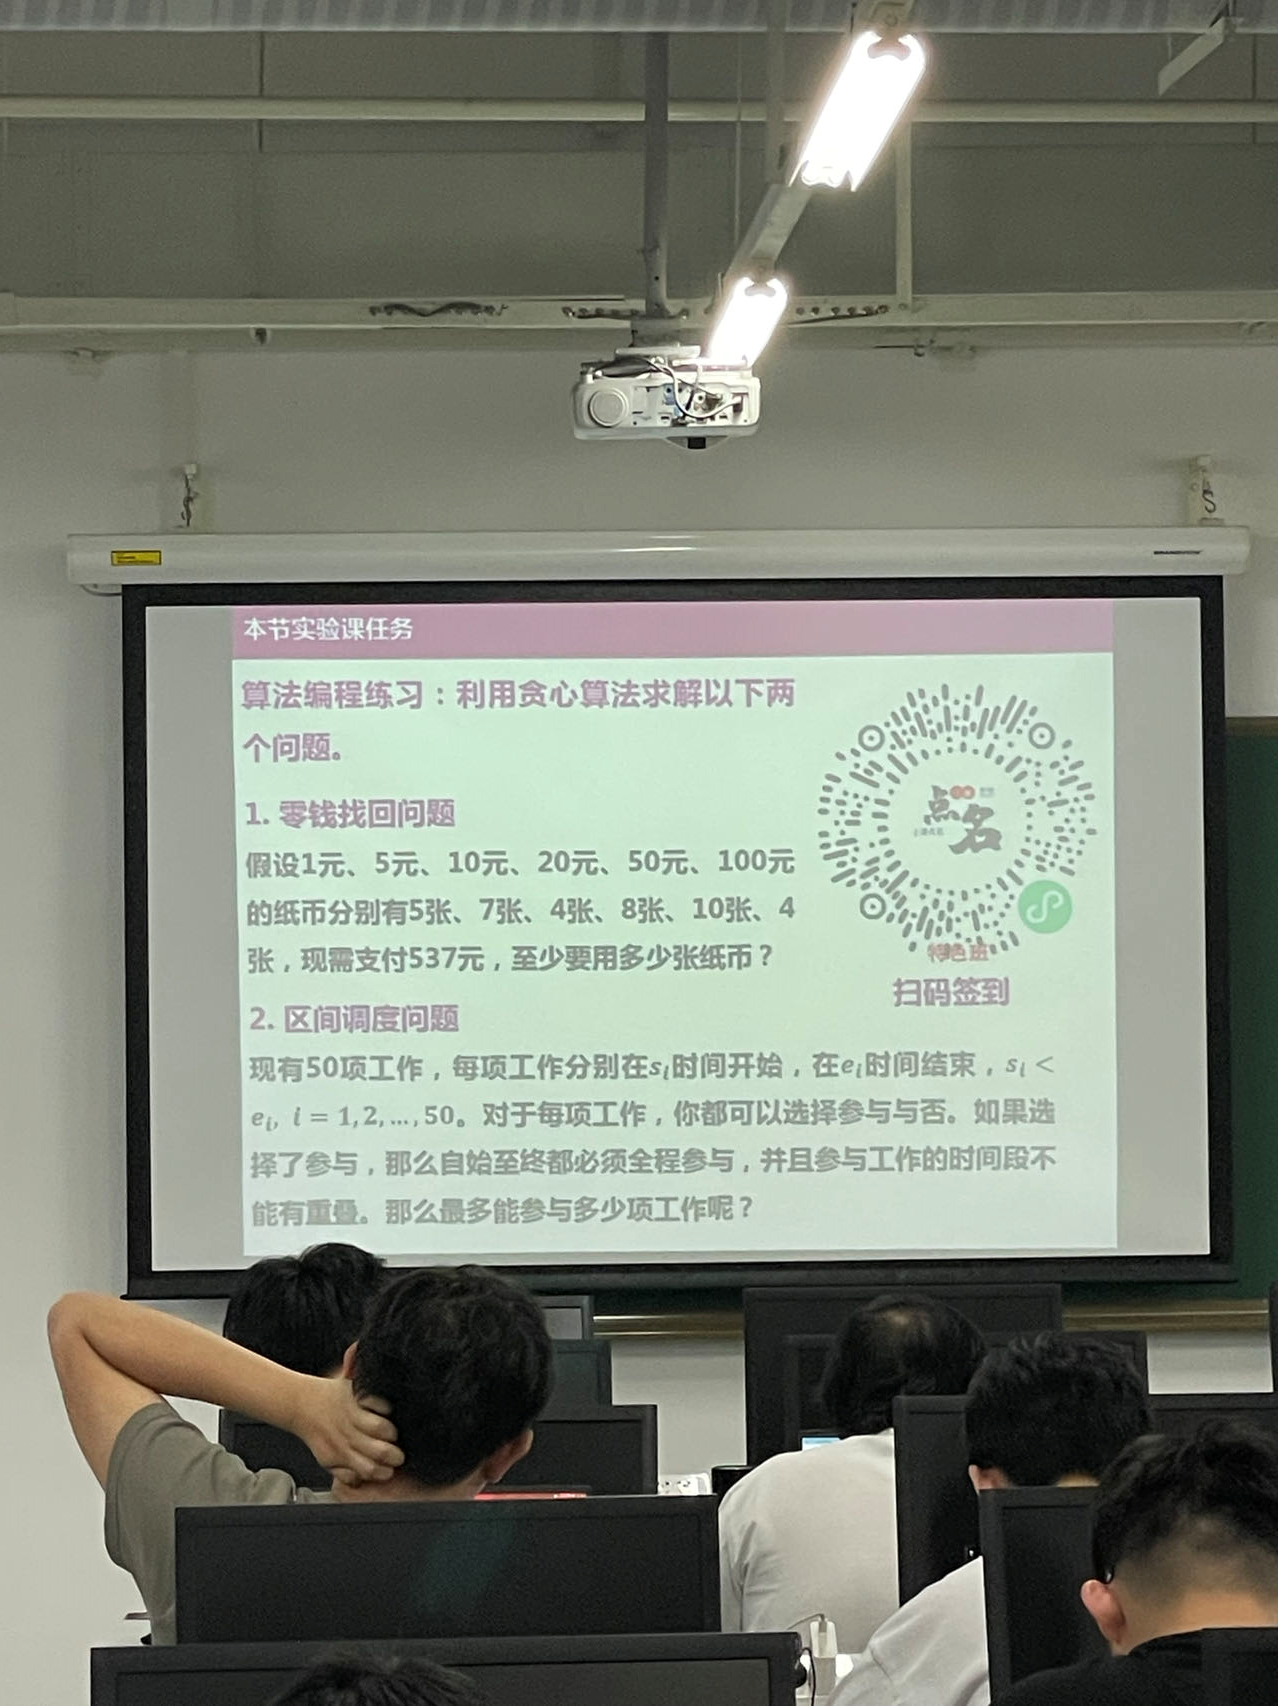 本节实验课任务
算法编程练习：利用贪心算法求解以下两
个问题。
1. 零钱找回问题
假设1元、5元、10元、20元、50元、100元
的纸币分别有5张、7张、4张、8张、10张、4
张，现需支付537元，至少要用多少张纸币？
点名
特色班
扫码签到
2. 区间调度问题
现有50项工作，每项工作分别在s_i时间开始，在e_i时间结束，s_i <
e_i, i = 1,2, ... , 50。对于每项工作，你都可以选择参与与否。如果选
择了参与，那么自始至终都必须全程参与，并且参与工作的时间段不
能有重叠。那么最多能参与多少项工作呢？